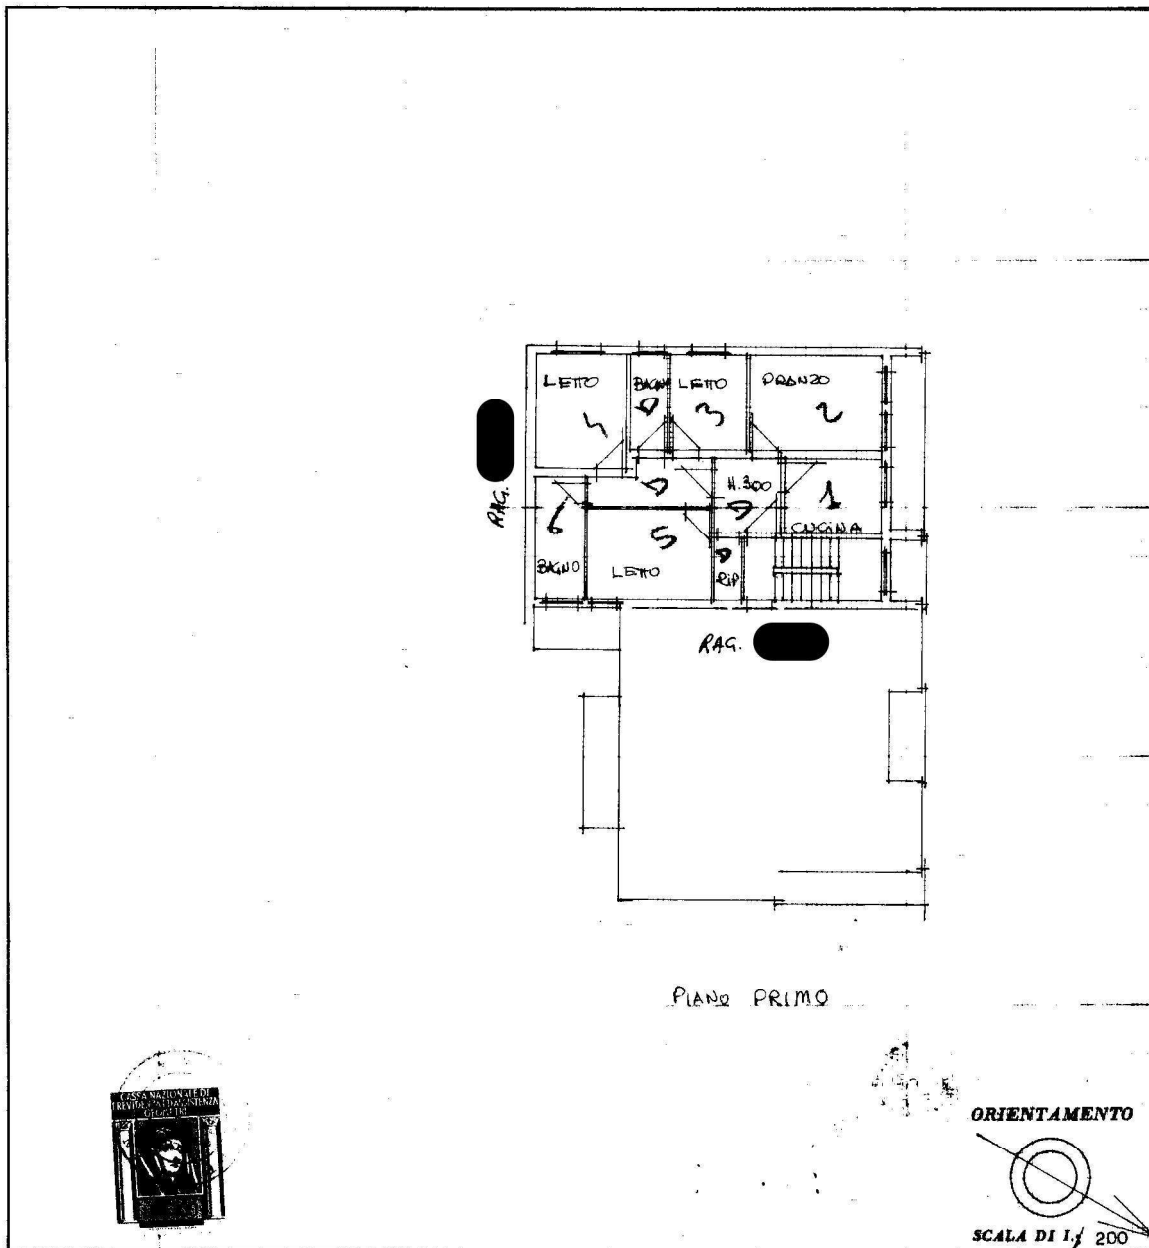 LETTO
BAGNO
LETTO
PRANZO
4
3
2
RAG.
H.300
1
CUCINA
6
5
BAGNO
LETTO
RIP
RAG.
PIANO PRIMO
CASSA NAZIONALE DI
PREVIDENZA ED ASSISTENZA
GEOMETRI
ORIENTAMENTO
SCALA DI 1:200